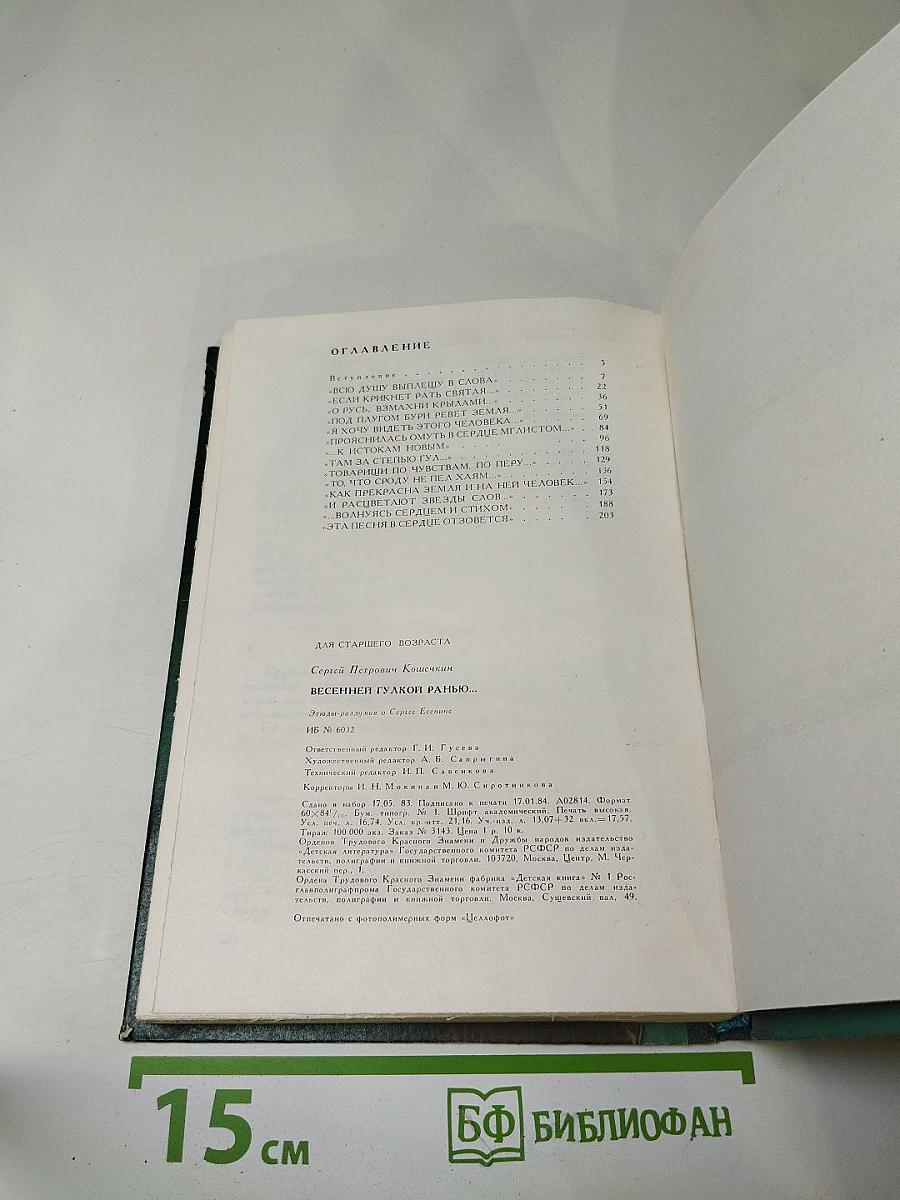 ОГЛАВЛЕНИЕ
Вступление . . . . . . . . . . . . . . . 3
«ВСЮ ДУШУ ВЫПЛЕЩУ В СЛОВА» . . . . . . 7
«ЕСЛИ КРИКНЕТ РАТЬ СВЯТАЯ...» . . . . . . 22
«О РУСЬ, ВЗМАХНИ КРЫЛАМИ...» . . . . . . 36
«ПОД ПЛУГОМ БУРИ РЕВЕТ ЗЕМЛЯ...» . . . . 51
«Я ХОЧУ ВИДЕТЬ ЭТОГО ЧЕЛОВЕКА...» . . . . 69
«ПРОЯСНИЛАСЬ ОМУТЬ В СЕРДЦЕ МГЛИСТОМ...» . 84
«...К ИСТОКАМ НОВЫМ» . . . . . . . . 96
«ТАМ ЗА СТЕПЬЮ ГУЛ...» . . . . . . . . 118
«ТОВАРИЩИ ПО ЧУВСТВАМ, ПО ПЕРУ...» . . . 129
«ТО, ЧТО СРОДУ НЕ ПЕЛ ХАЯМ...» . . . . . 136
«КАК ПРЕКРАСНА ЗЕМЛЯ И НА НЕЙ ЧЕЛОВЕК...» 154
«И РАСЦВЕТАЮТ ЗВЕЗДЫ СЛОВ...» . . . . . 173
«...ВОЛНУЯСЬ СЕРДЦЕМ И СТИХОМ» . . . . . 188
«ЭТА ПЕСНЯ В СЕРДЦЕ ОТЗОВЕТСЯ» . . . . . 203
ДЛЯ СТАРШЕГО ВОЗРАСТА
Сергей Петрович Кошечкин
ВЕСЕННЕЙ ГУЛКОЙ РАНЬЮ...
Этюды-раздумья о Сергее Есенине
ИБ № 6012
Ответственный редактор Г. И. Гусева
Художественный редактор А. Б. Сапрыгина
Технический редактор И. П. Савенкова
Корректоры И. Н. Мокина и М. Ю. Сиротникова
Сдано в набор 17.05. 83. Подписано к печати 17.01.84. А02814. Формат
60×84¹/₁₆. Бум. типогр. № 1. Шрифт академический. Печать высокая.
Усл. печ. л. 16,74. Усл. кр.-отт. 21,16. Уч.-изд. л. 13,07+32 вкл.=17,57.
Тираж 100 000 экз. Заказ № 3143. Цена 1 р. 10 к.
Орденов Трудового Красного Знамени и Дружбы народов издательство
«Детская литература» Государственного комитета РСФСР по делам изда-
тельств, полиграфии и книжной торговли. 103720, Москва, Центр, М. Чер-
касский пер., 1.
Ордена Трудового Красного Знамени фабрика «Детская книга» № 1 Рос-
главполиграфпрома Государственного комитета РСФСР по делам изда-
тельств, полиграфии и книжной торговли. Москва, Сущевский вал, 49.
Отпечатано с фотополимерных форм «Целлофот»
15 см
БФ БИБЛИОФАН